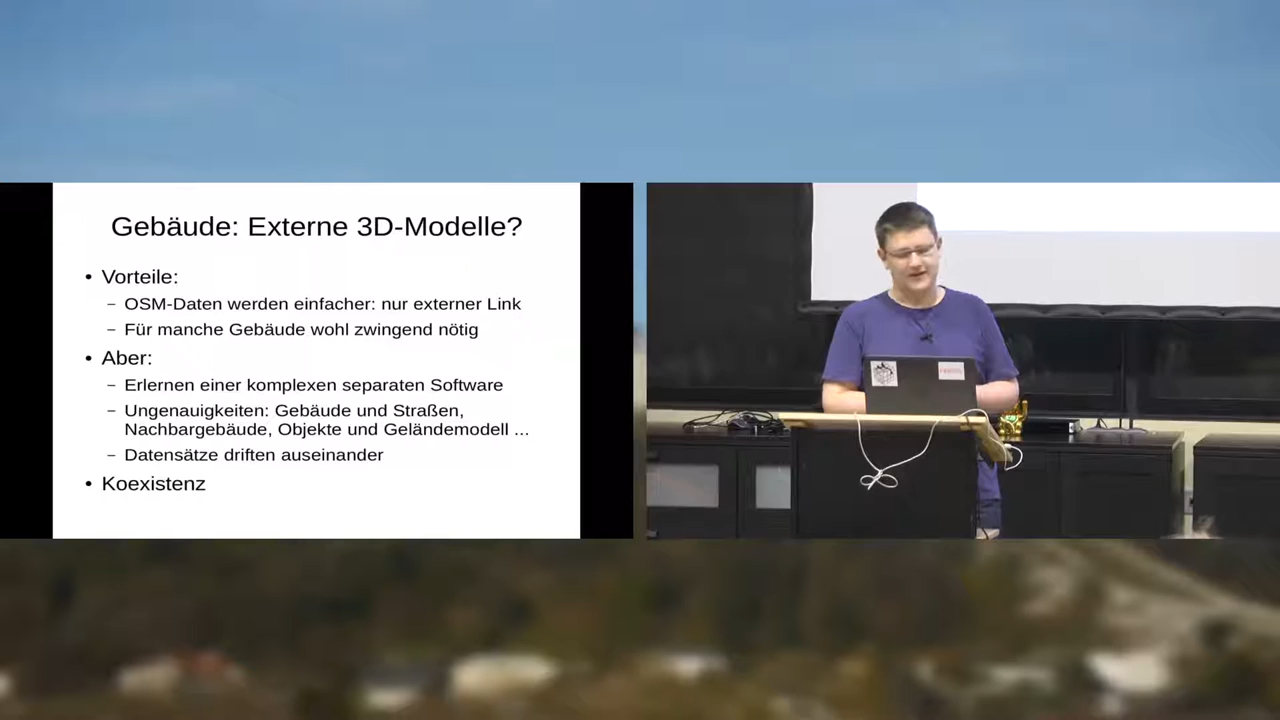 Gebäude: Externe 3D-Modelle?
• Vorteile:
– OSM-Daten werden einfacher: nur externer Link
– Für manche Gebäude wohl zwingend nötig
• Aber:
– Erlernen einer komplexen separaten Software
– Ungenauigkeiten: Gebäude und Straßen,
Nachbargebäude, Objekte und Geländemodell ...
– Datensätze driften auseinander
• Koexistenz